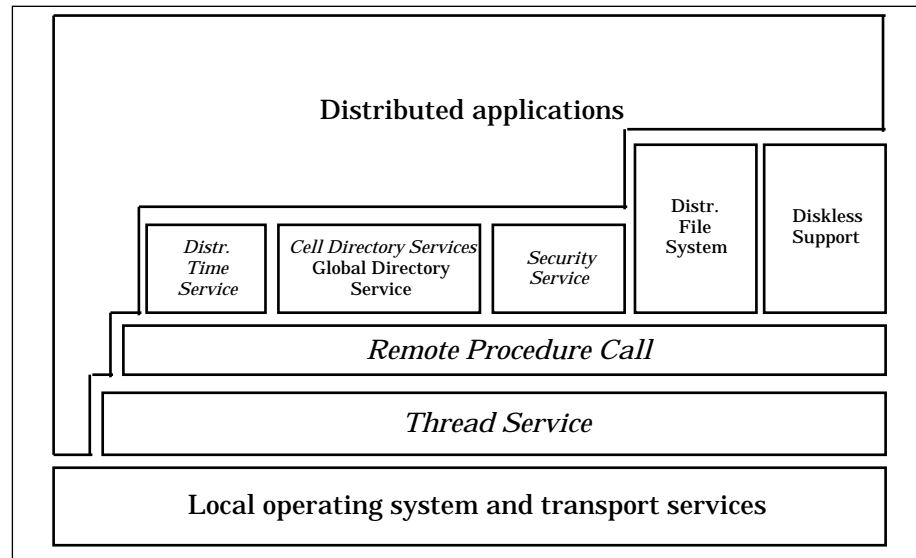 Distributed applications
Distr.
Time
Service
Cell Directory Services
Global Directory
Service
Security
Service
Distr.
File
System
Diskless
Support
Remote Procedure Call
Thread Service
Local operating system and transport services